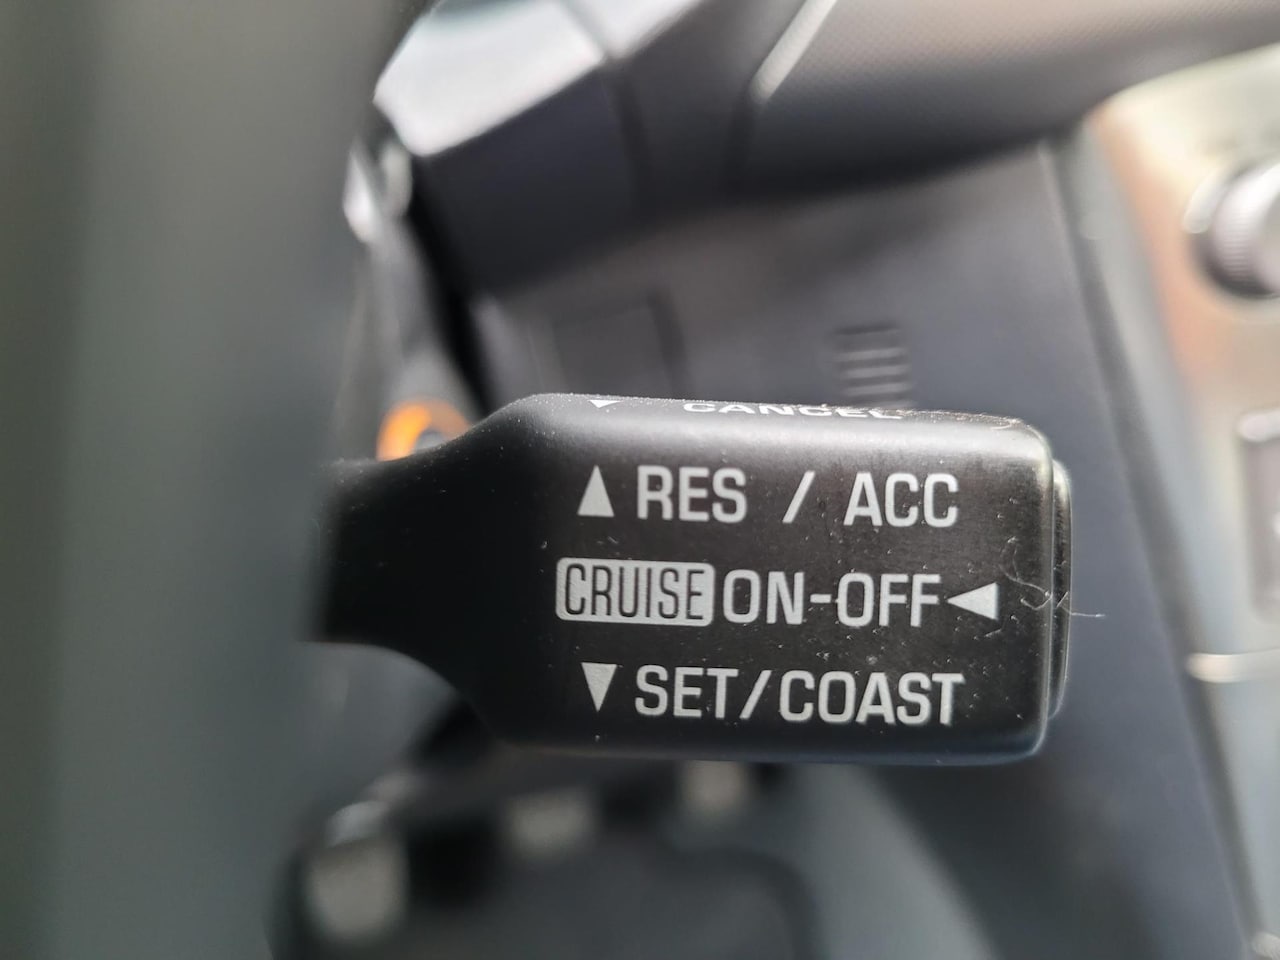 ▼ CANCEL
▲ RES / ACC
CRUISE ON-OFF ◀
▼ SET/COAST